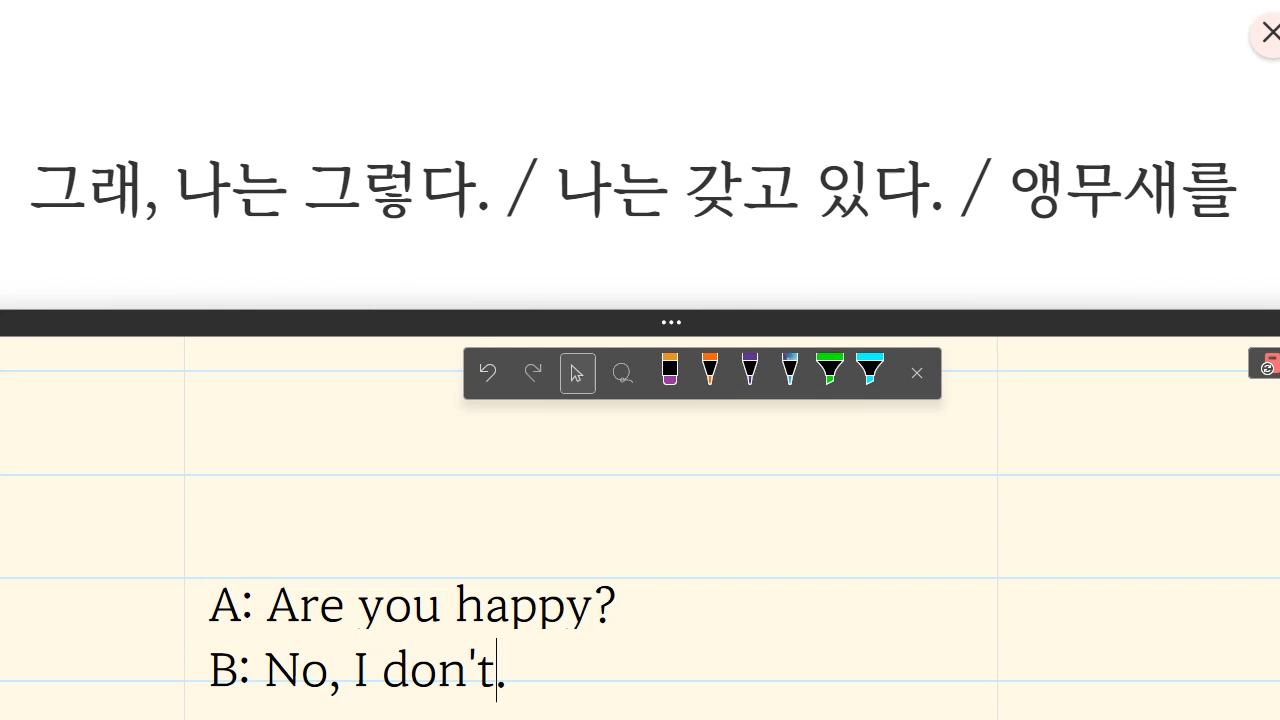 그래, 나는 그렇다. / 나는 갖고 있다. / 앵무새를
A: Are you happy?
B: No, I don't.